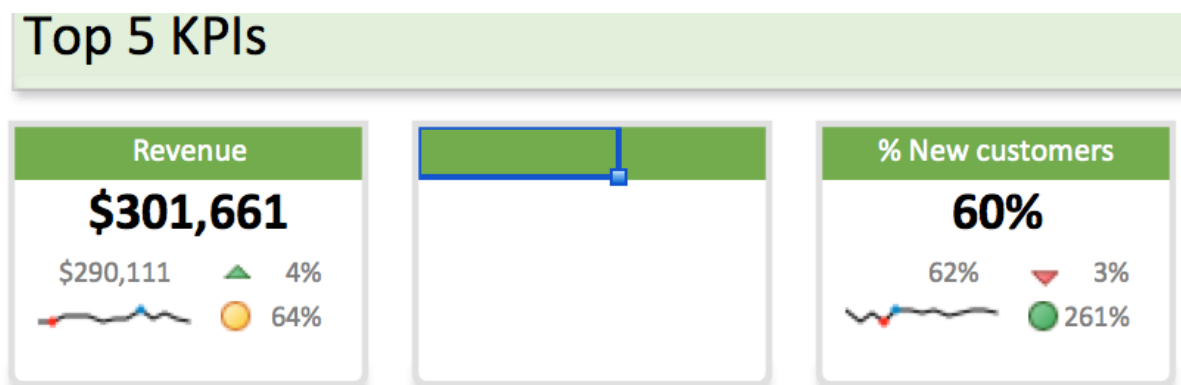 Top 5 KPIs
Revenue
$301,661
$290,111 4%
64%
% New customers
60%
62% 3%
261%